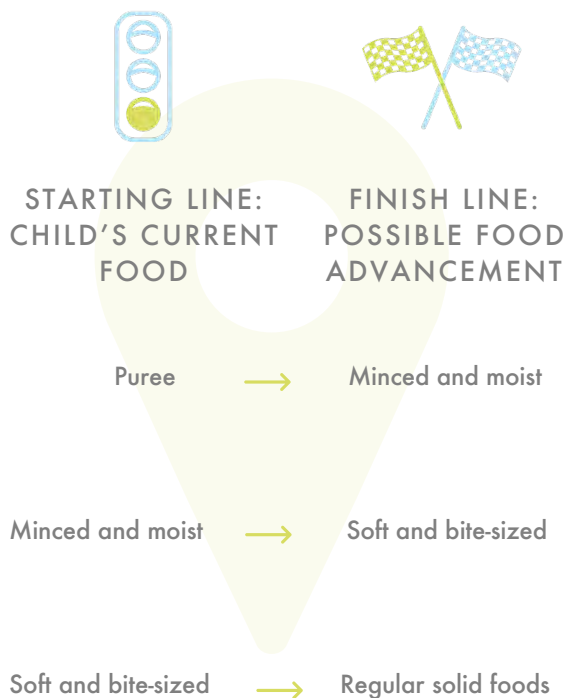 STARTING LINE:
CHILD'S CURRENT
FOOD
FINISH LINE:
POSSIBLE FOOD
ADVANCEMENT
Puree → Minced and moist
Minced and moist → Soft and bite-sized
Soft and bite-sized → Regular solid foods